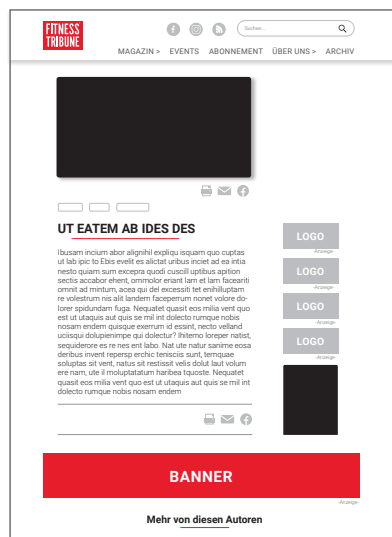 FITNESS
TRIBUNE
Suchen...
MAGAZIN > EVENTS ABONNEMENT ÜBER UNS > ARCHIV
UT EATEM AB IDES DES
Ibusam incium abor alignihil expliqu isquam quo cuptas
ut lab ipic to Ebis evelit es alictat uribus inciet ad ea intia
nesto quiam sum excepra quodi cuscill uptibus apition
sectis accabor ehent, ommolor eriant lam et lam faceariti
omnit ad mintum, acea qui del excessiti tet enihilluptam
re volestrum nis alit landem faceperrum nonet volore do-
lorer spidundam fuga. Nequatet quasit eos milia vent quo
est ut utaquis aut quis se mil int dolecto rumque nobis
nosam endem quisque exerrum id essint, necto velland
uciisqui dolupienimpe qui dolectur? Ihitemo loreper natist,
sequiderore es re nes ent labo. Nat ute natur sanime eosa
deribus invent repersp erchic tenisciis sunt, temquae
soluptas sit vent, natus sit restissit velis dolut laut volum
ere nam, ute il moluptatatum haribea tquoste. Nequatet
quasit eos milia vent quo est ut utaquis aut quis se mil int
dolecto rumque nobis nosam endem
LOGO
-Anzeige-
LOGO
-Anzeige-
LOGO
-Anzeige-
LOGO
-Anzeige-
BANNER
-Anzeige-
Mehr von diesen Autoren